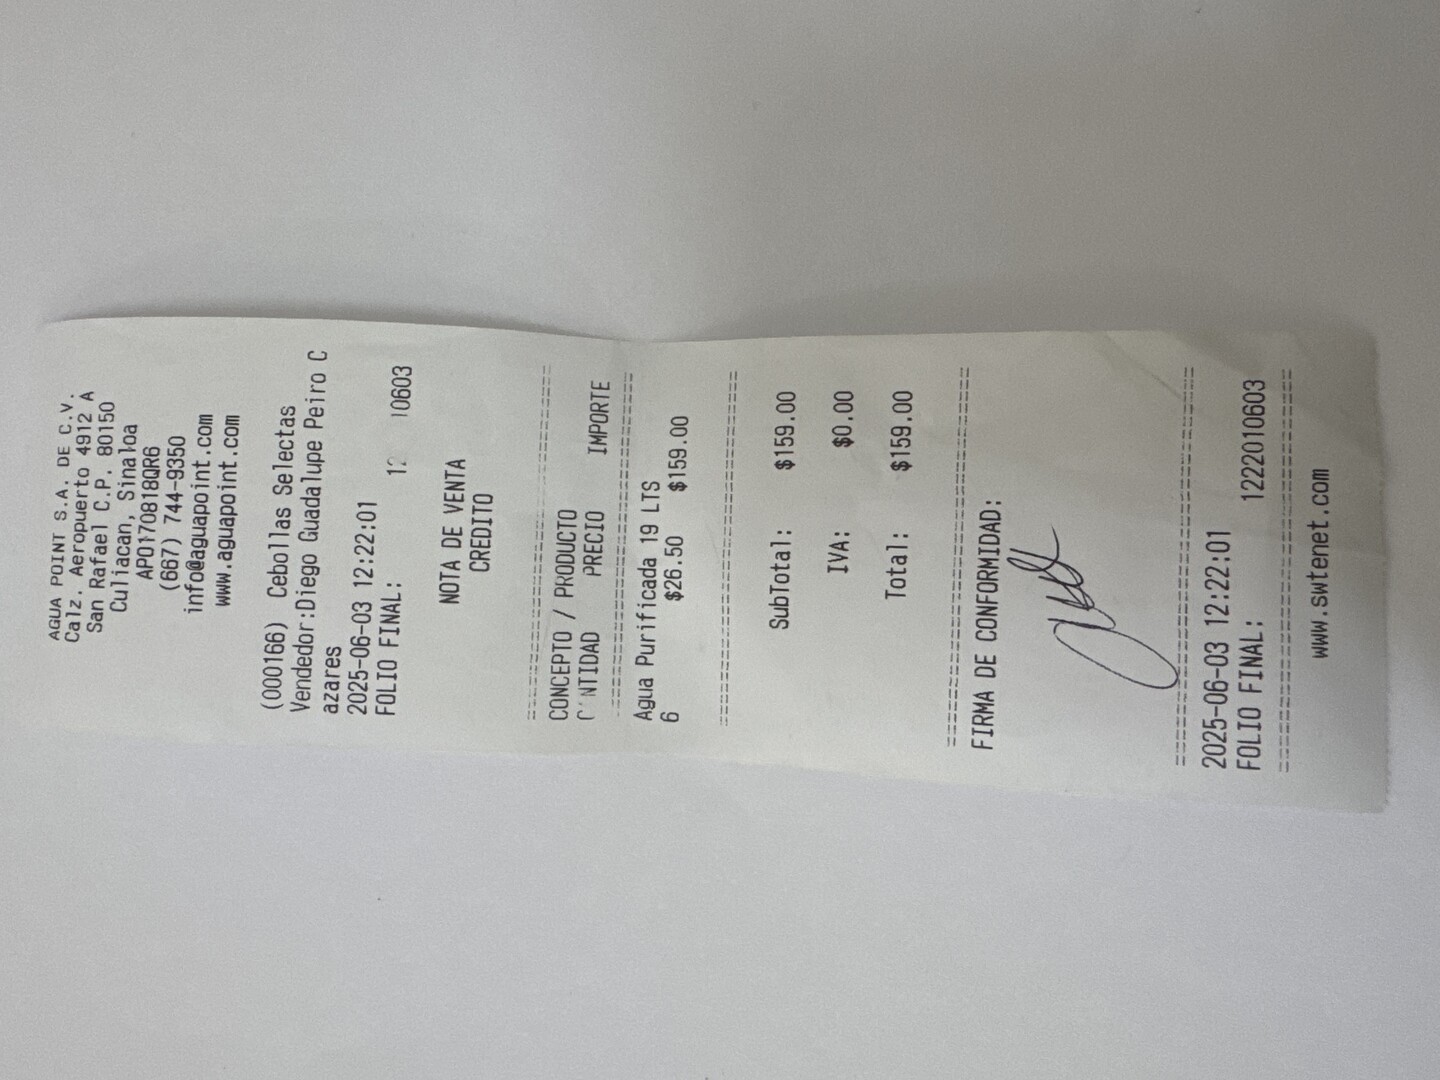 AGUA POINT S.A. DE C.V.
Calz. Aeropuerto 4912 A
San Rafael C.P. 80150
Culiacan, Sinaloa
APO170818QR6
(667) 744-9350
info@aguapoint.com
www.aguapoint.com
(000166) Cebollas Selectas
Vendedor:Diego Guadalupe Peiro C
azares
2025-06-03 12:22:01
FOLIO FINAL:
NOTA DE VENTA
CREDITO
CONCEPTO / PRODUCTO
PRECIO IMPORTE
Agua Purificada 19 LTS
6 $26.50 $159.00
SubTotal: $159.00
IVA: $0.00
Total: $159.00
FIRMA DE CONFORMIDAD:
2025-06-03 12:22:01
FOLIO FINAL: 1222010603
www.swtenet.com